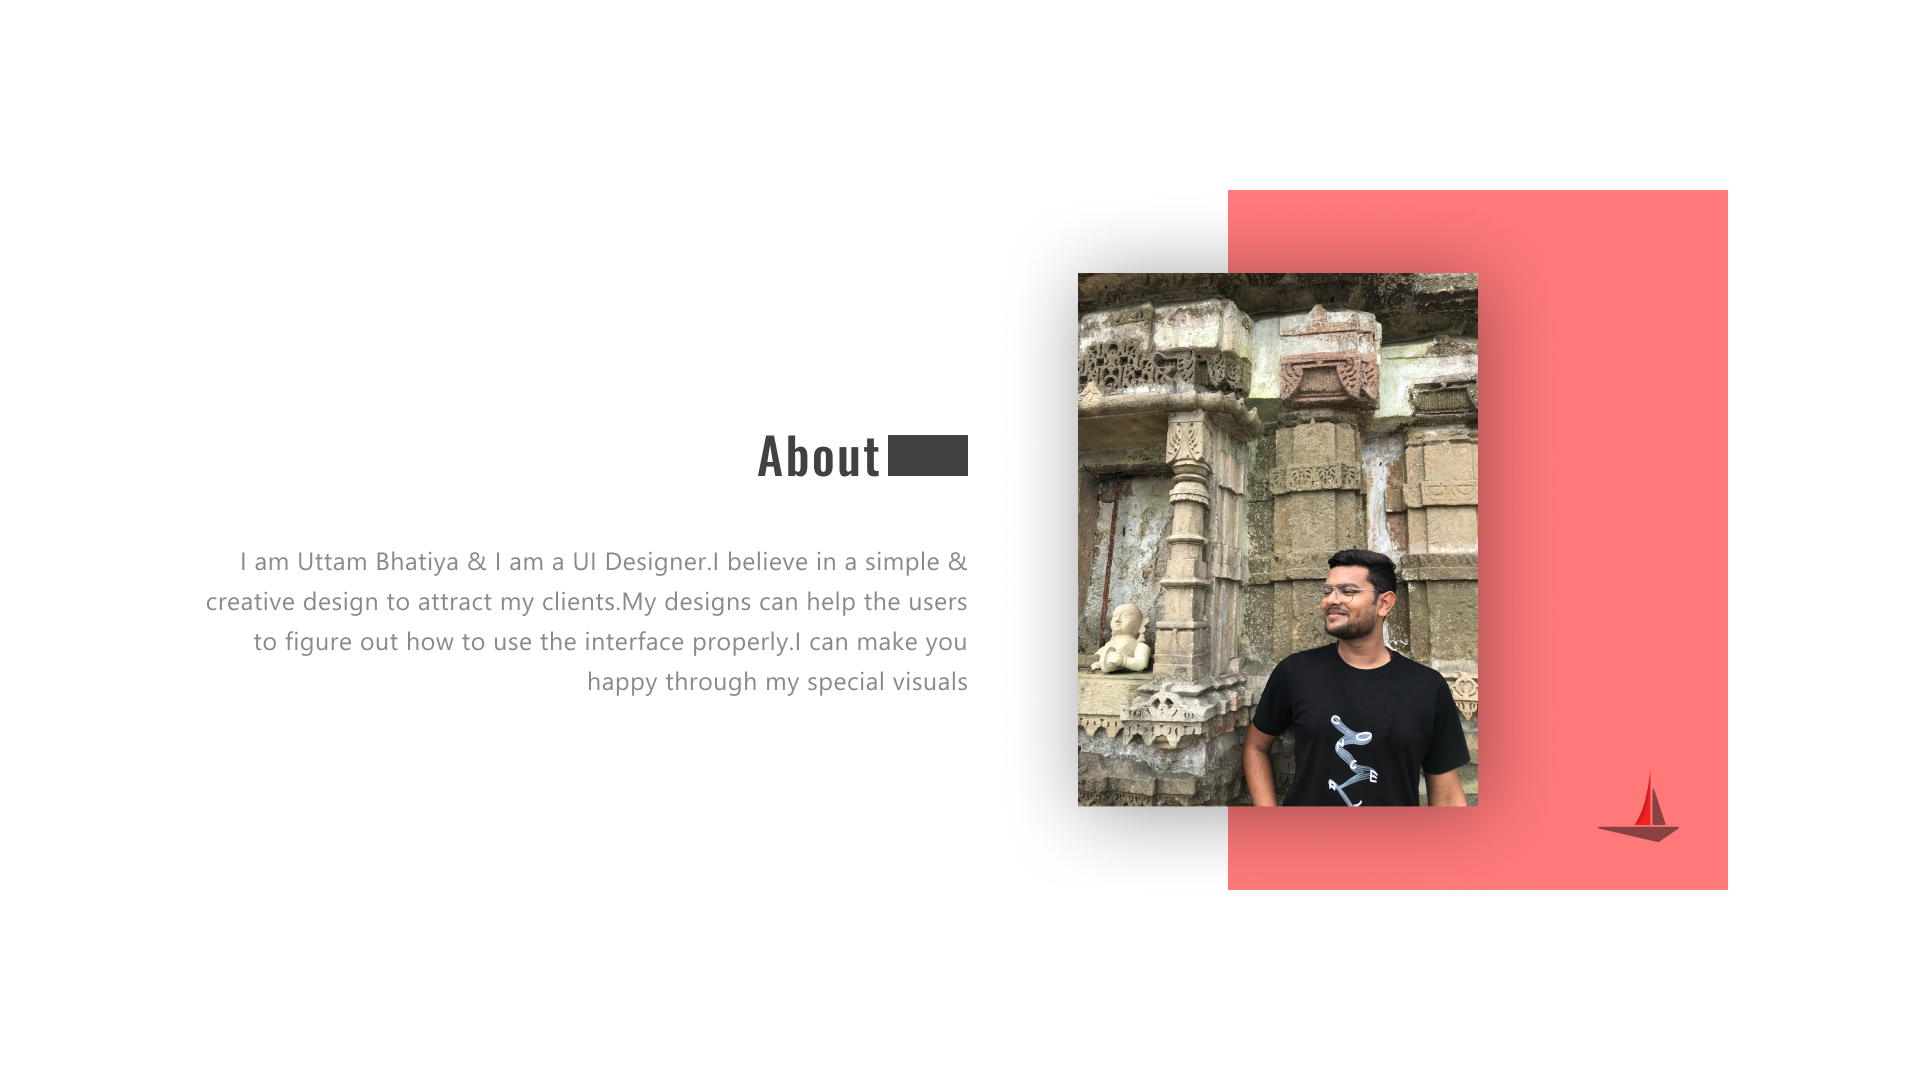 About
I am Uttam Bhatiya & I am a UI Designer.I believe in a simple &
creative design to attract my clients.My designs can help the users
to figure out how to use the interface properly.I can make you
happy through my special visuals